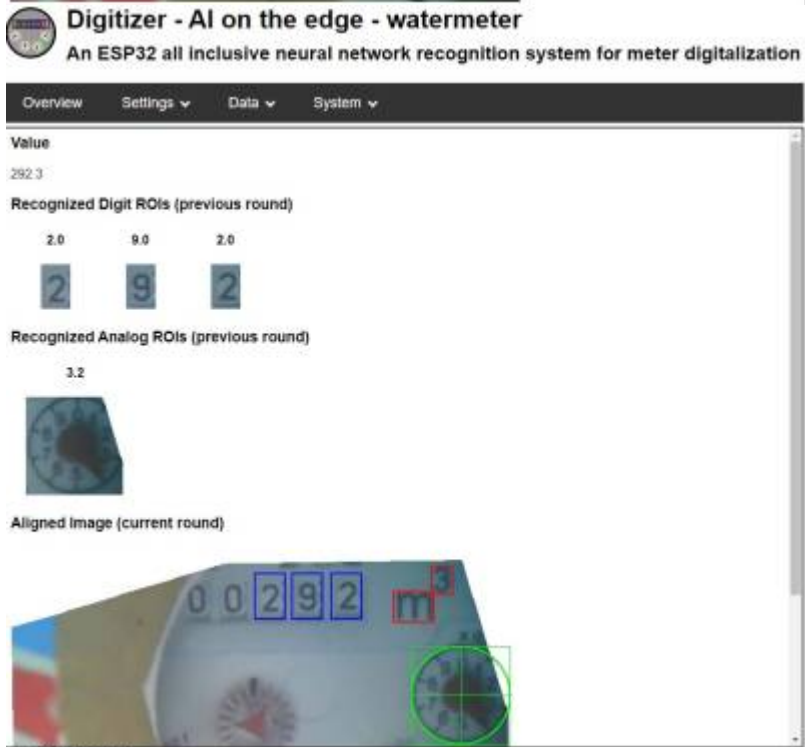 Digitizer - AI on the edge - watermeter
An ESP32 all inclusive neural network recognition system for meter digitalization
Overview Settings Data System
Value
292.3
Recognized Digit ROIs (previous round)
2.0 9.0 2.0
2 9 2
Recognized Analog ROIs (previous round)
3.2
Aligned Image (current round)
0 0 2 9 2 m3